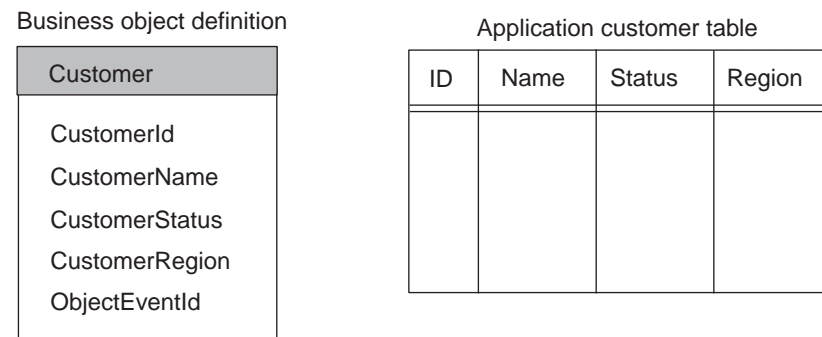 Business object definition
Customer
CustomerId
CustomerName
CustomerStatus
CustomerRegion
ObjectEventId
Application customer table
ID Name Status Region